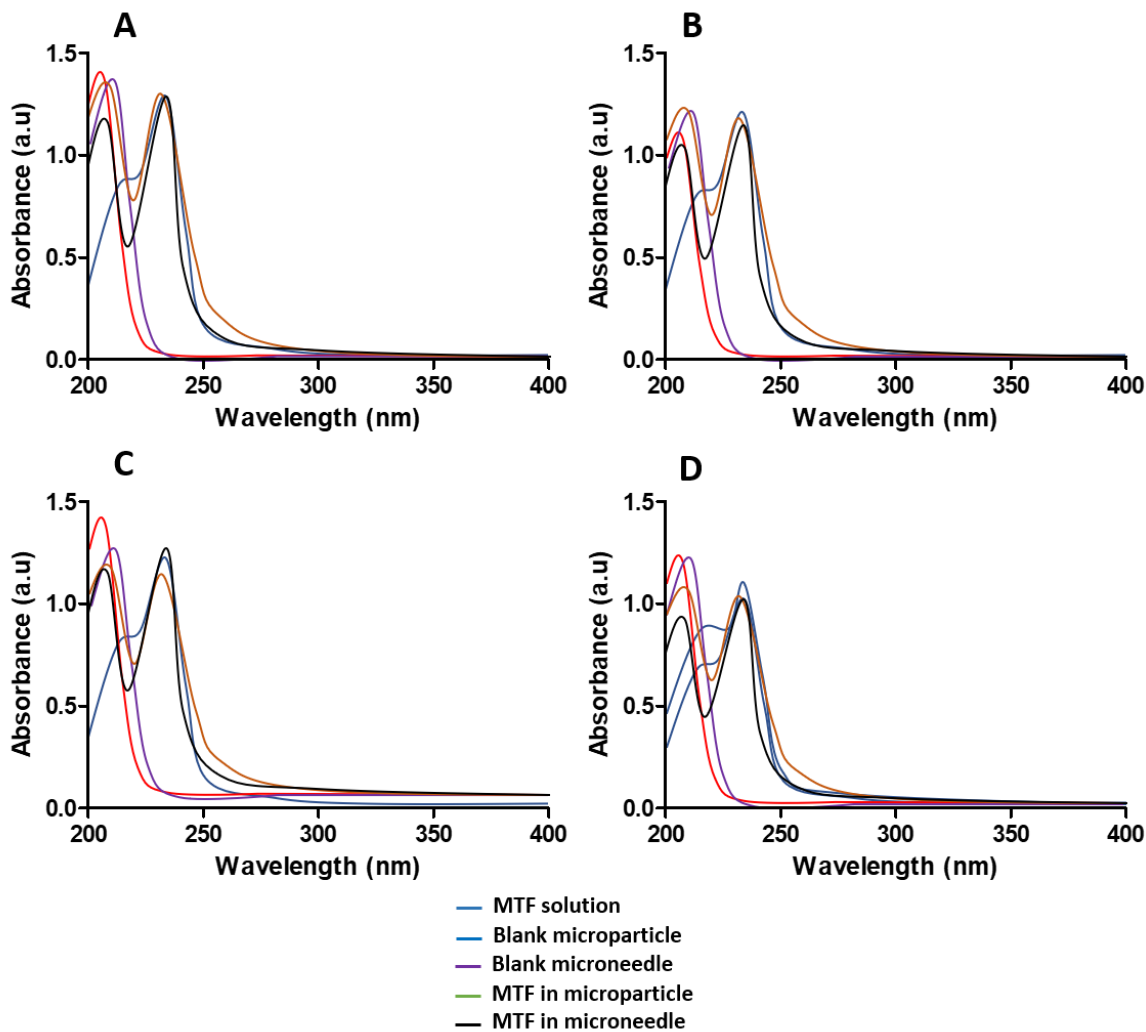 A
B
1.5
1.0
0.5
0.0
Absorbance (a.u)
200
250
300
350
400
Wavelength (nm)
1.5
1.0
0.5
0.0
Absorbance (a.u)
200
250
300
350
400
Wavelength (nm)
C
D
1.5
1.0
0.5
0.0
Absorbance (a.u)
200
250
300
350
400
Wavelength (nm)
1.5
1.0
0.5
0.0
Absorbance (a.u)
200
250
300
350
400
Wavelength (nm)
MTF solution
Blank microparticle
Blank microneedle
MTF in microparticle
MTF in microneedle